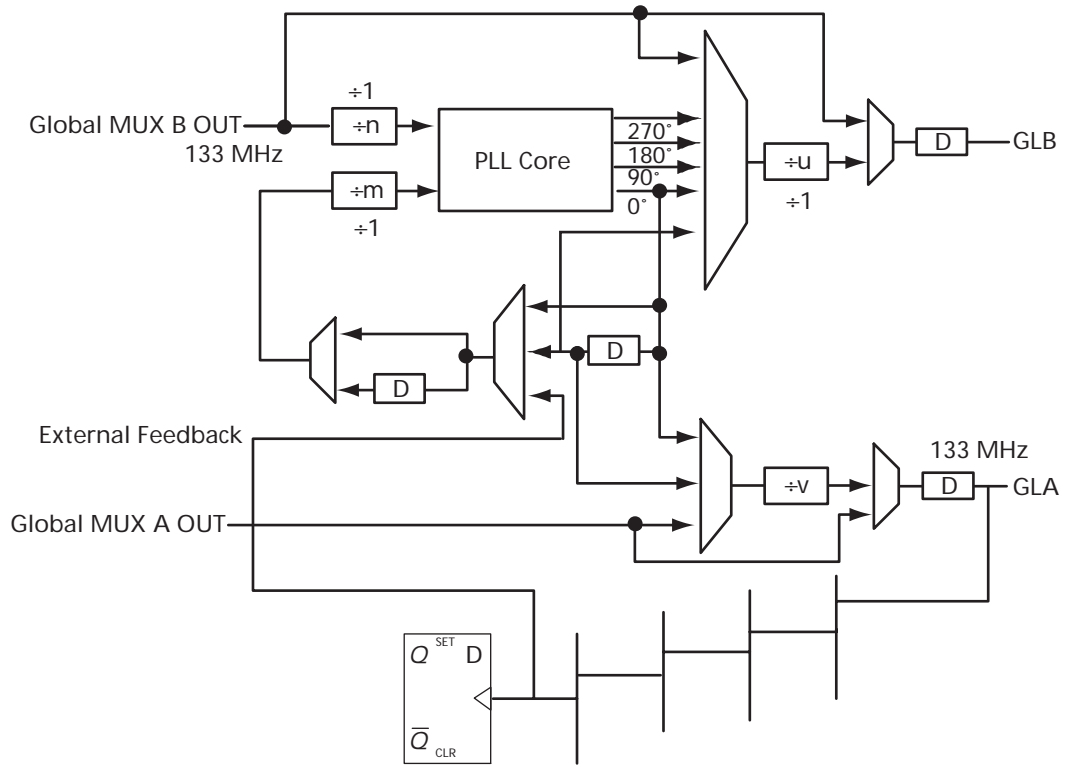 ÷1
Global MUX B OUT
÷n
133 MHz
PLL Core
270˚
180˚
90˚
0˚
÷u
÷1
D
GLB
÷m
÷1
D
D
External Feedback
133 MHz
÷v
D
GLA
Global MUX A OUT
Q SET D
Q̅ CLR